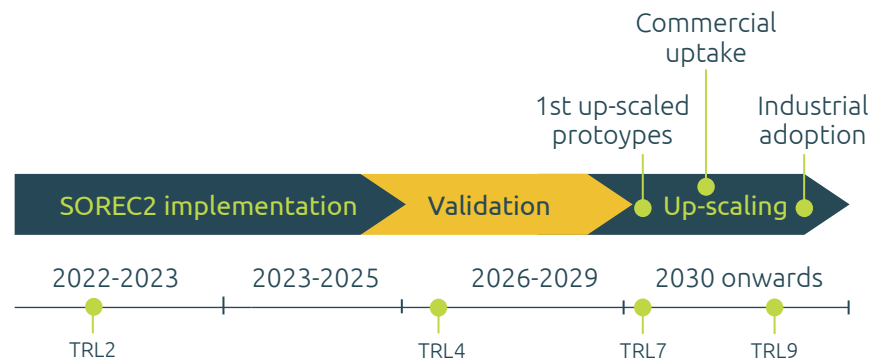 Commercial
uptake
1st up-scaled
protoypes
Industrial
adoption
SOREC2 implementation
Validation
Up-scaling
2022-2023
2023-2025
2026-2029
2030 onwards
TRL2
TRL4
TRL7
TRL9